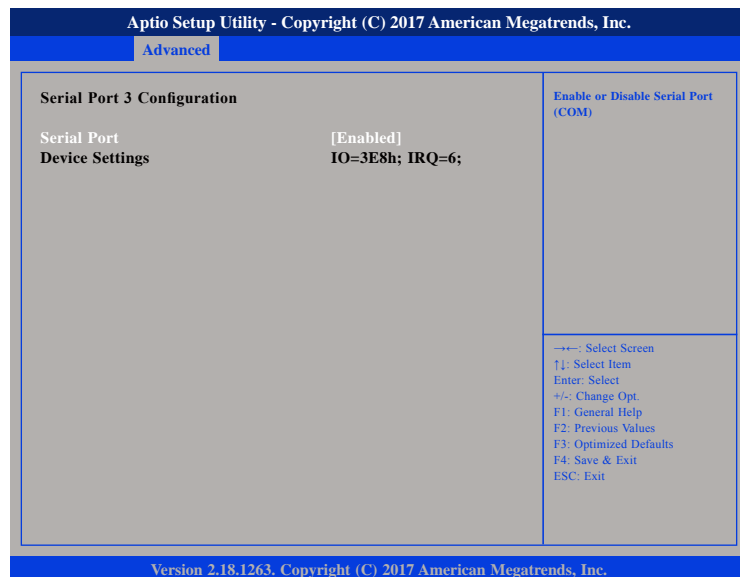 Aptio Setup Utility - Copyright (C) 2017 American Megatrends, Inc.
Advanced
Serial Port 3 Configuration
Serial Port [Enabled]
Device Settings IO=3E8h; IRQ=6;
Enable or Disable Serial Port
(COM)
→←: Select Screen
↑↓: Select Item
Enter: Select
+/-: Change Opt.
F1: General Help
F2: Previous Values
F3: Optimized Defaults
F4: Save & Exit
ESC: Exit
Version 2.18.1263. Copyright (C) 2017 American Megatrends, Inc.